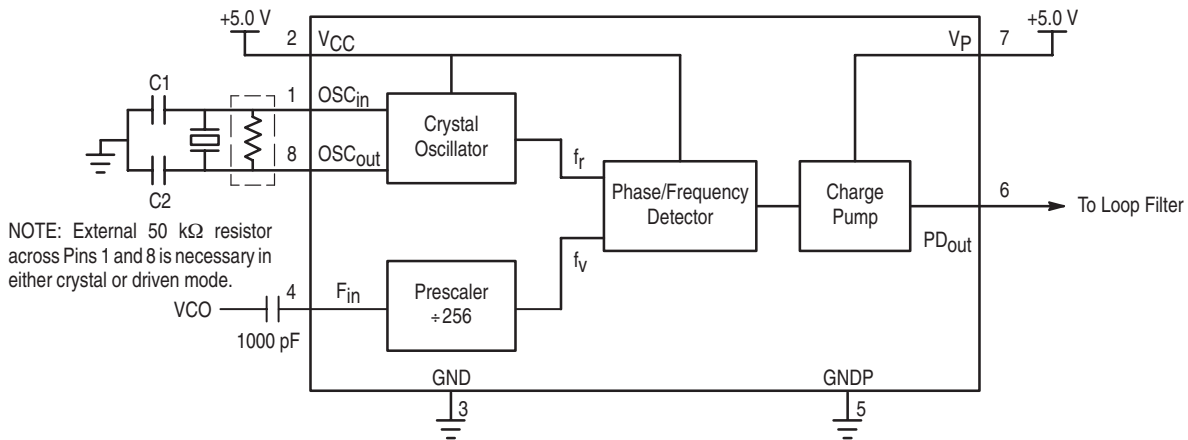 +5.0 V
+5.0 V
2
VCC
VP
7
C1
1
OSCin
Crystal
Oscillator
8
OSCout
C2
fr
Phase/Frequency
Detector
Charge
Pump
6
To Loop Filter
PDout
NOTE: External 50 kΩ resistor
across Pins 1 and 8 is necessary in
either crystal or driven mode.
fv
VCO
4
Fin
Prescaler
÷256
1000 pF
GND
GNDP
3
5